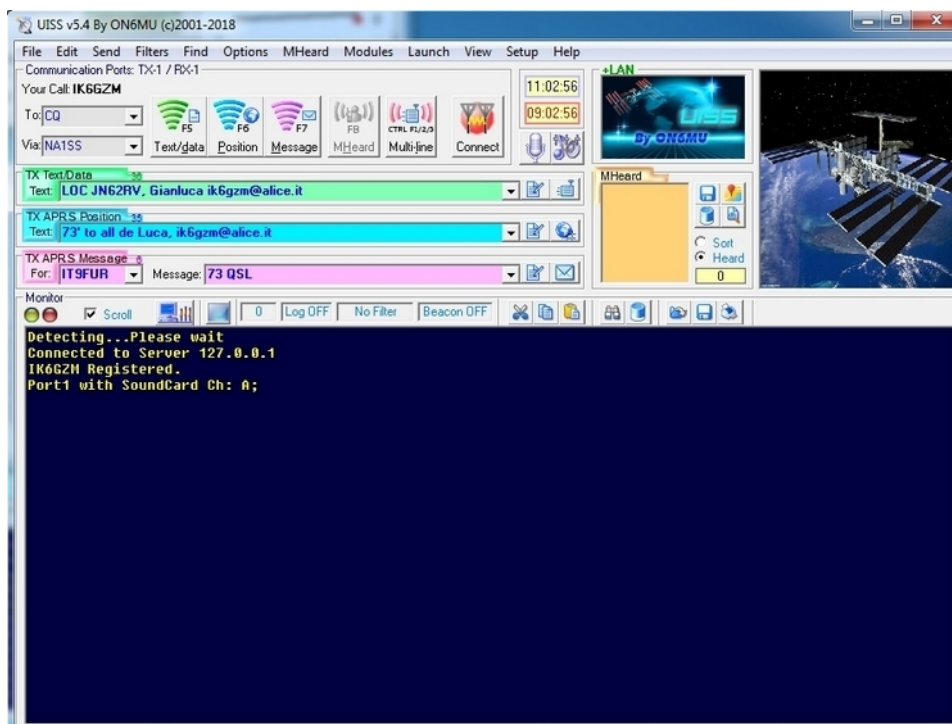 UISS v5.4 By ON6MU (c)2001-2018
File Edit Send Filters Find Options MHeard Modules Launch View Setup Help
Communication Ports: TX-1 / RX-1
Your Call: IK6GZM
To: CQ
Via: NA1SS
F5
Text/data
F6
Position
F7
Message
F8
MHeard
CTRL F1/2/3
Multi-line
Connect
11:02:56
09:02:56
+LAN
UISS
By ON6MU
TX Text/Data 36
Text: LOC JN62RV, Gianluca ik6gzm@alice.it
TX APRS Position 35
Text: 73' to all de Luca, ik6gzm@alice.it
TX APRS Message 6
For: IT9FUR Message: 73 QSL
MHeard
Sort
Heard
0
Monitor
Scroll 0 Log OFF No Filter Beacon OFF
Detecting...Please wait
Connected to Server 127.0.0.1
IK6GZM Registered.
Port1 with SoundCard Ch: A;